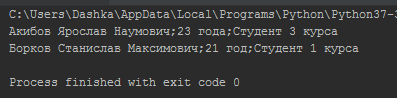 C:\Users\Dashka\AppData\Local\Programs\Python\Python37-3
Акибов Ярослав Наумович;23 года;Студент 3 курса
Борков Станислав Максимович;21 год;Студент 1 курса
Process finished with exit code 0